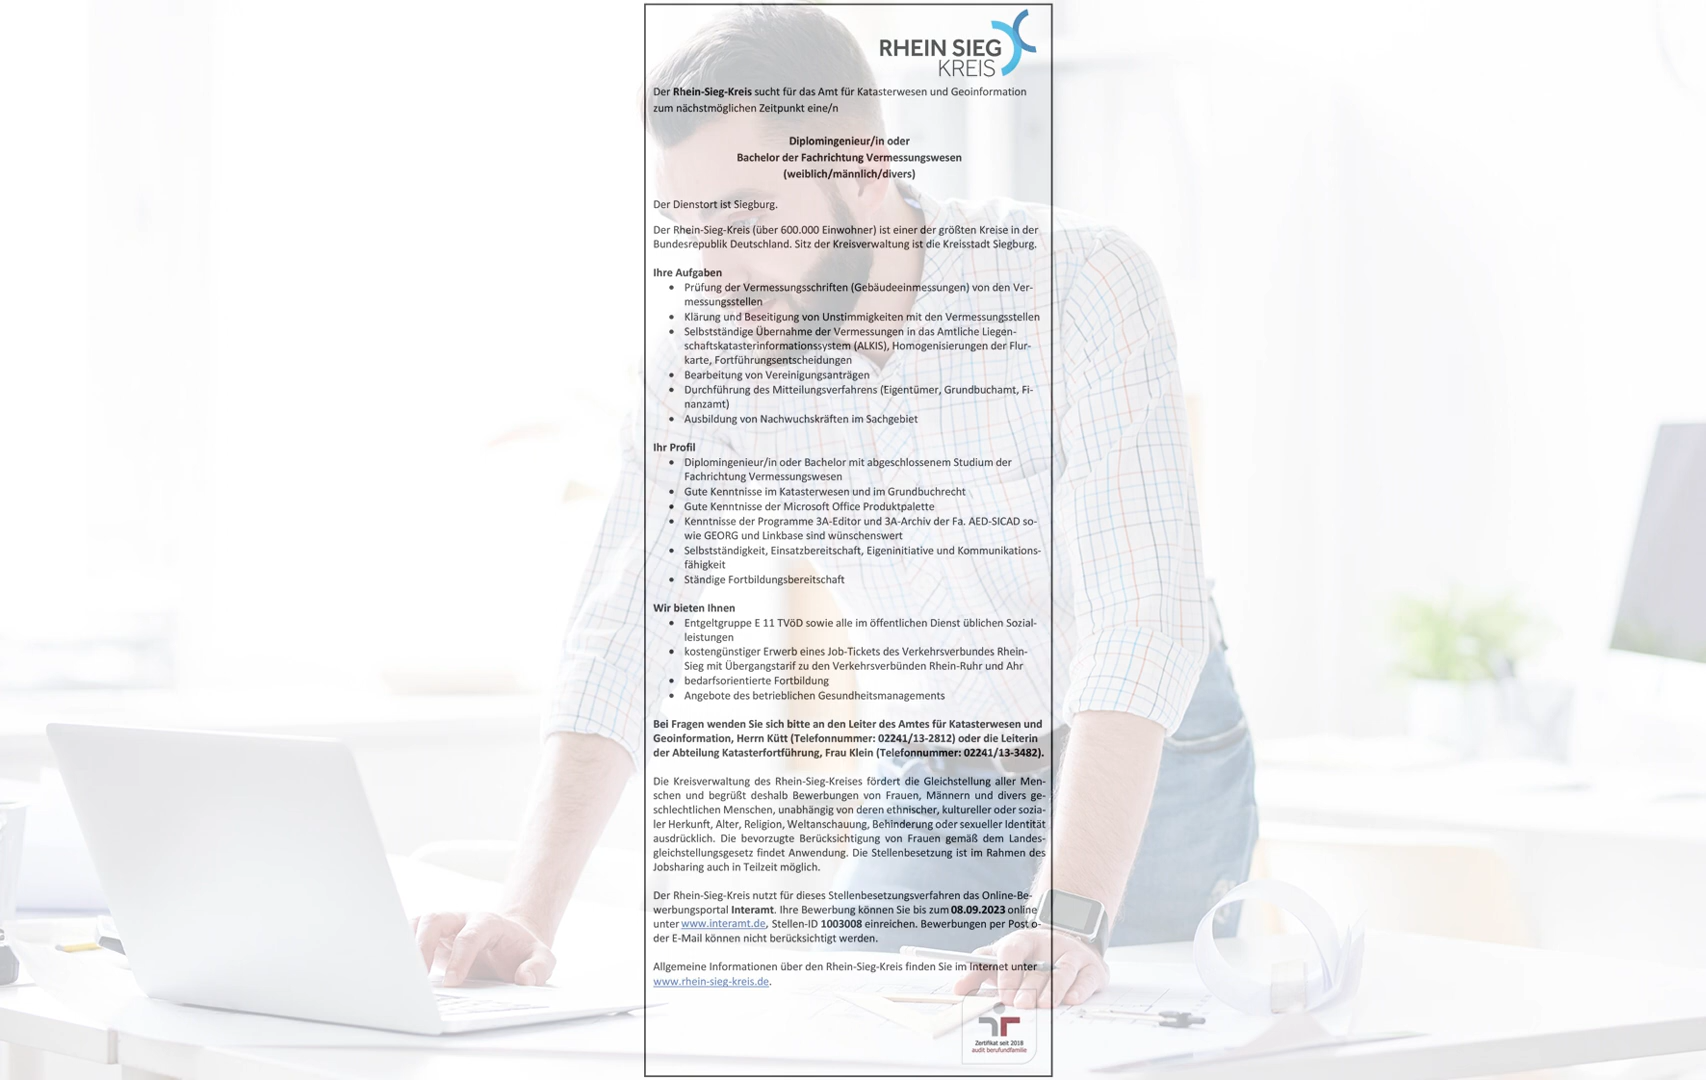 RHEIN SIEG
KREIS
Der Rhein-Sieg-Kreis sucht für das Amt für Katasterwesen und Geoinformation
zum nächstmöglichen Zeitpunkt eine/n
Diplomingenieur/in oder
Bachelor der Fachrichtung Vermessungswesen
(weiblich/männlich/divers)
Der Dienstort ist Siegburg.
Der Rhein-Sieg-Kreis (über 600.000 Einwohner) ist einer der größten Kreise in der
Bundesrepublik Deutschland. Sitz der Kreisverwaltung ist die Kreisstadt Siegburg.
Ihre Aufgaben
• Prüfung der Vermessungsschriften (Gebäudeeinmessungen) von den Ver-
messungsstellen
• Klärung und Beseitigung von Unstimmigkeiten mit den Vermessungsstellen
• Selbstständige Übernahme der Vermessungen in das Amtliche Liegen-
schaftskatasterinformationssystem (ALKIS), Homogenisierungen der Flur-
karte, Fortführungsentscheidungen
• Bearbeitung von Vereinigungsanträgen
• Durchführung des Mitteilungsverfahrens (Eigentümer, Grundbuchamt, Fi-
nanzamt)
• Ausbildung von Nachwuchskräften im Sachgebiet
Ihr Profil
• Diplomingenieur/in oder Bachelor mit abgeschlossenem Studium der
Fachrichtung Vermessungswesen
• Gute Kenntnisse im Katasterwesen und im Grundbuchrecht
• Gute Kenntnisse der Microsoft Office Produktpalette
• Kenntnisse der Programme 3A-Editor und 3A-Archiv der Fa. AED-SICAD so-
wie GEORG und Linkbase sind wünschenswert
• Selbstständigkeit, Einsatzbereitschaft, Eigeninitiative und Kommunikations-
fähigkeit
• Ständige Fortbildungsbereitschaft
Wir bieten Ihnen
• Entgeltgruppe E 11 TVöD sowie alle im öffentlichen Dienst üblichen Sozial-
leistungen
• kostengünstiger Erwerb eines Job-Tickets des Verkehrsverbundes Rhein-
Sieg mit Übergangstarif zu den Verkehrsverbünden Rhein-Ruhr und Ahr
• bedarfsorientierte Fortbildung
• Angebote des betrieblichen Gesundheitsmanagements
Bei Fragen wenden Sie sich bitte an den Leiter des Amtes für Katasterwesen und
Geoinformation, Herrn Kütt (Telefonnummer: 02241/13-2812) oder die Leiterin
der Abteilung Katasterfortführung, Frau Klein (Telefonnummer: 02241/13-3482).
Die Kreisverwaltung des Rhein-Sieg-Kreises fördert die Gleichstellung aller Men-
schen und begrüßt deshalb Bewerbungen von Frauen, Männern und divers ge-
schlechtlichen Menschen, unabhängig von deren ethnischer, kultureller oder sozia-
ler Herkunft, Alter, Religion, Weltanschauung, Behinderung oder sexueller Identität
ausdrücklich. Die bevorzugte Berücksichtigung von Frauen gemäß dem Landes-
gleichstellungsgesetz findet Anwendung. Die Stellenbesetzung ist im Rahmen des
Jobsharing auch in Teilzeit möglich.
Der Rhein-Sieg-Kreis nutzt für dieses Stellenbesetzungsverfahren das Online-Be-
werbungsportal Interamt. Ihre Bewerbung können Sie bis zum 08.09.2023 online
unter www.interamt.de, Stellen-ID 1003008 einreichen. Bewerbungen per Post o-
der E-Mail können nicht berücksichtigt werden.
Allgemeine Informationen über den Rhein-Sieg-Kreis finden Sie im Internet unter
www.rhein-sieg-kreis.de.
Zertifikat seit 2018
audit berufundfamilie